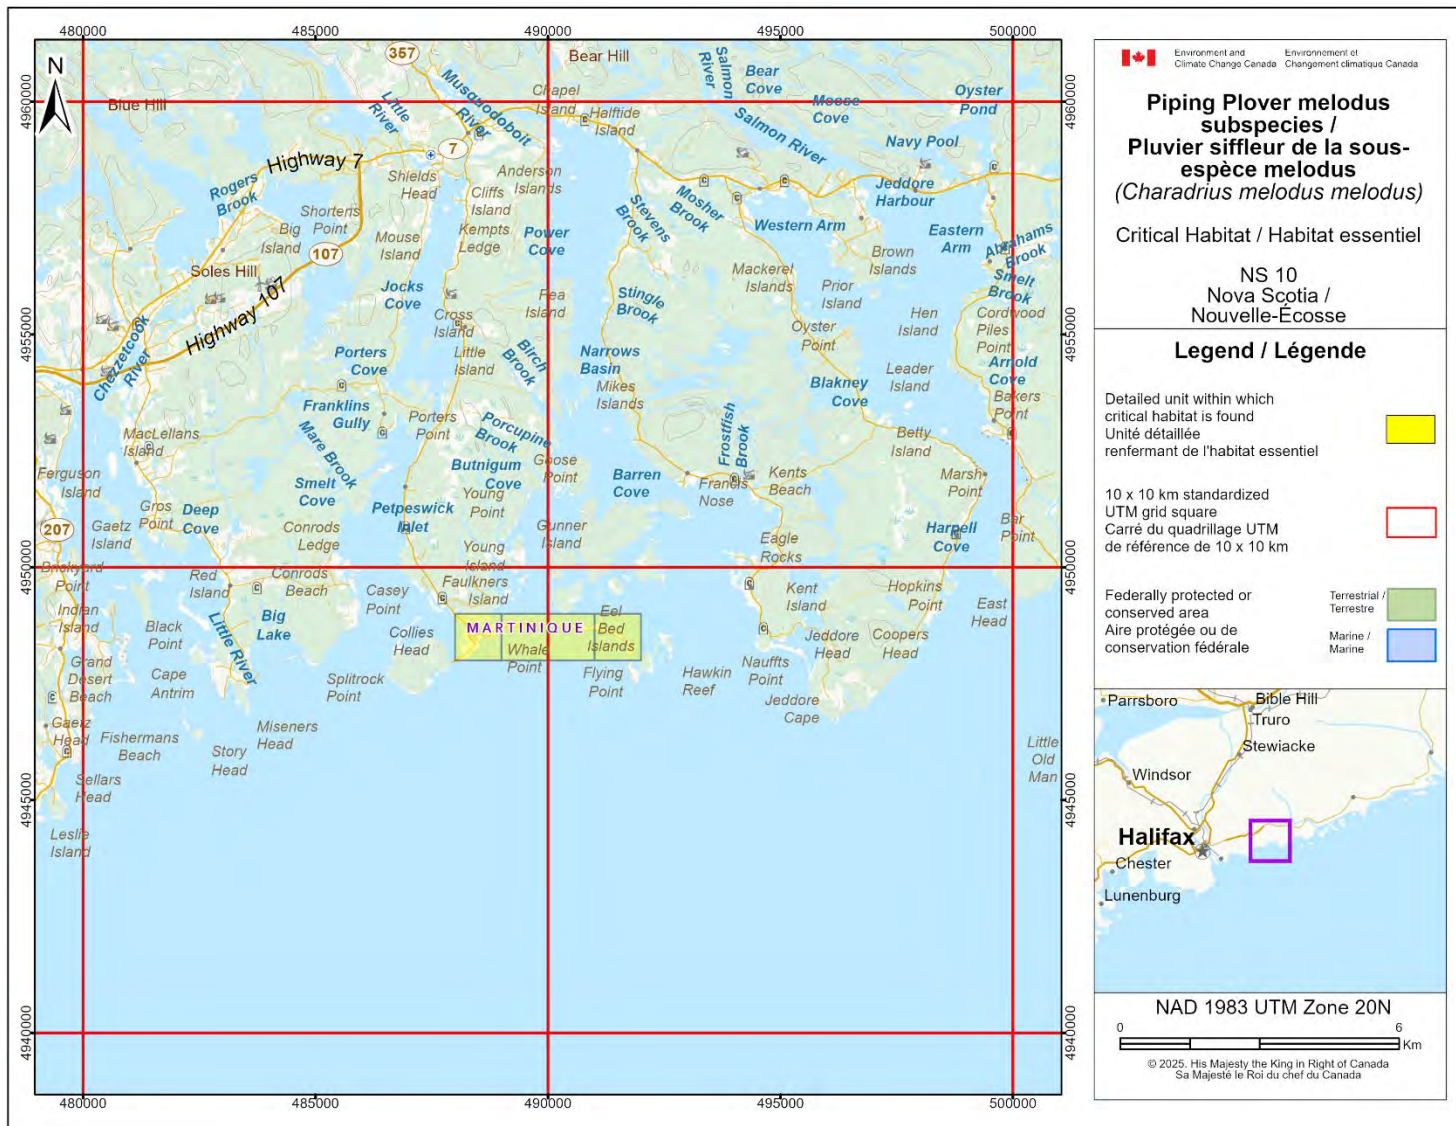 480000
485000
490000
495000
500000
N
357
Bear Hill
Salmon
River
Bear
Cove
Oyster
Pond
Blue Hill
Little
River
Musquodoboit
River
Chapel
Island
Halftide
Island
Moose
Cove
Salmon River
Navy Pool
4960000
4960000
Highway 7
7
Rogers
Brook
Shields
Head
Anderson
Islands
Cliffs
Island
Mosher
Brook
Jeddore
Harbour
Shortens
Point
Big
Island
Kempts
Ledge
Power
Cove
Stevens
Brook
Western Arm
Eastern
Arm
Abrahams
Brook
Mouse
Island
107
Soles Hill
Highway 107
Brown
Islands
Mackerel
Islands
Smelt
Brook
Jocks
Cove
Pea
Island
Stingle
Brook
Prior
Island
Hen
Island
Cordwood
Piles
Point
Cross
Island
Oyster
Point
4955000
4955000
Chezzetcook
River
Porters
Cove
Little
Island
Birch
Brook
Narrows
Basin
Mikes
Islands
Blakney
Cove
Leader
Island
Arnold
Cove
Bakers
Point
Franklins
Gully
Porters
Point
Porcupine
Brook
Frostfish
Brook
Betty
Island
MacLellans
Island
Mare Brook
Butnigum
Cove
Goose
Point
Barren
Cove
Francis
Nose
Kents
Beach
Marsh
Point
Ferguson
Island
Smelt
Cove
Young
Point
Gros
Point
Deep
Cove
Petpeswick
Inlet
207
Gaetz
Island
Conrods
Ledge
Gunner
Island
Young
Island
Eagle
Rocks
Harpell
Cove
Bar
Point
4950000
4950000
Brickyard
Point
Red
Island
Conrods
Beach
Casey
Point
Faulkners
Island
Kent
Island
Hopkins
Point
East
Head
Indian
Island
Black
Point
Little River
Big
Lake
Collies
Head
MARTINIQUE
Eel
Bed
Islands
Whale
Point
Jeddore
Head
Coopers
Head
Grand
Desert
Beach
Cape
Antrim
Splitrock
Point
Flying
Point
Hawkin
Reef
Nauffts
Point
Jeddore
Cape
Gaetz
Head
Fishermans
Beach
Miseners
Head
Story
Head
Little
Old
Man
Sellars
Head
4945000
4945000
Leslie
Island
4940000
4940000
480000
485000
490000
495000
500000
Environment and
Climate Change Canada
Environnement et
Changement climatique Canada
Piping Plover melodus
subspecies /
Pluvier siffleur de la sous-
espèce melodus
(Charadrius melodus melodus)
Critical Habitat / Habitat essentiel
NS 10
Nova Scotia /
Nouvelle-Écosse
Legend / Légende
Detailed unit within which
critical habitat is found
Unité détaillée
renfermant de l'habitat essentiel
10 x 10 km standardized
UTM grid square
Carré du quadrillage UTM
de référence de 10 x 10 km
Federally protected or
conserved area
Aire protégée ou de
conservation fédérale
Terrestrial /
Terrestre
Marine /
Marine
Parrsboro
Bible Hill
Truro
Stewiacke
Windsor
Halifax
Chester
Lunenburg
NAD 1983 UTM Zone 20N
0
6
Km
© 2025. His Majesty the King in Right of Canada
Sa Majesté le Roi du chef du Canada